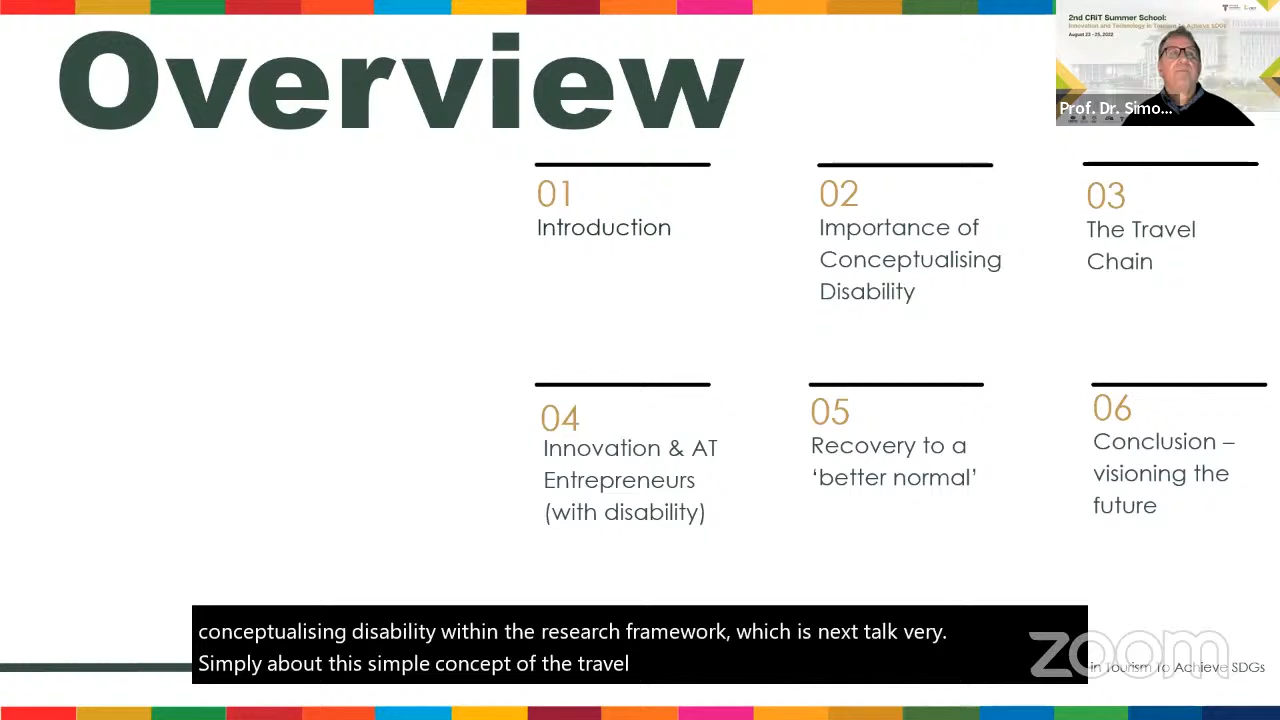 Overview
2nd CRiT Summer School:
Innovation and Technology in Tourism To Achieve SDGs
August 23 - 25, 2022
Prof. Dr. Simo...
01
Introduction
02
Importance of
Conceptualising
Disability
03
The Travel
Chain
04
Innovation & AT
Entrepreneurs
(with disability)
05
Recovery to a
‘better normal’
06
Conclusion –
visioning the
future
conceptualising disability within the research framework, which is next talk very.
Simply about this simple concept of the travel
zoom
in Tourism To Achieve SDGs